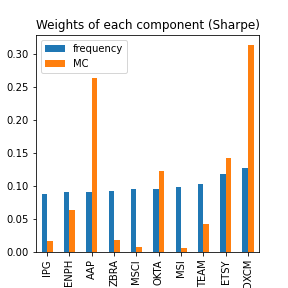 Weights of each component (Sharpe)
frequency
MC
0.30
0.25
0.20
0.15
0.10
0.05
0.00
IPG
ENPH
AAP
ZBRA
MSCI
OKTA
MSI
TEAM
ETSY
DXCM